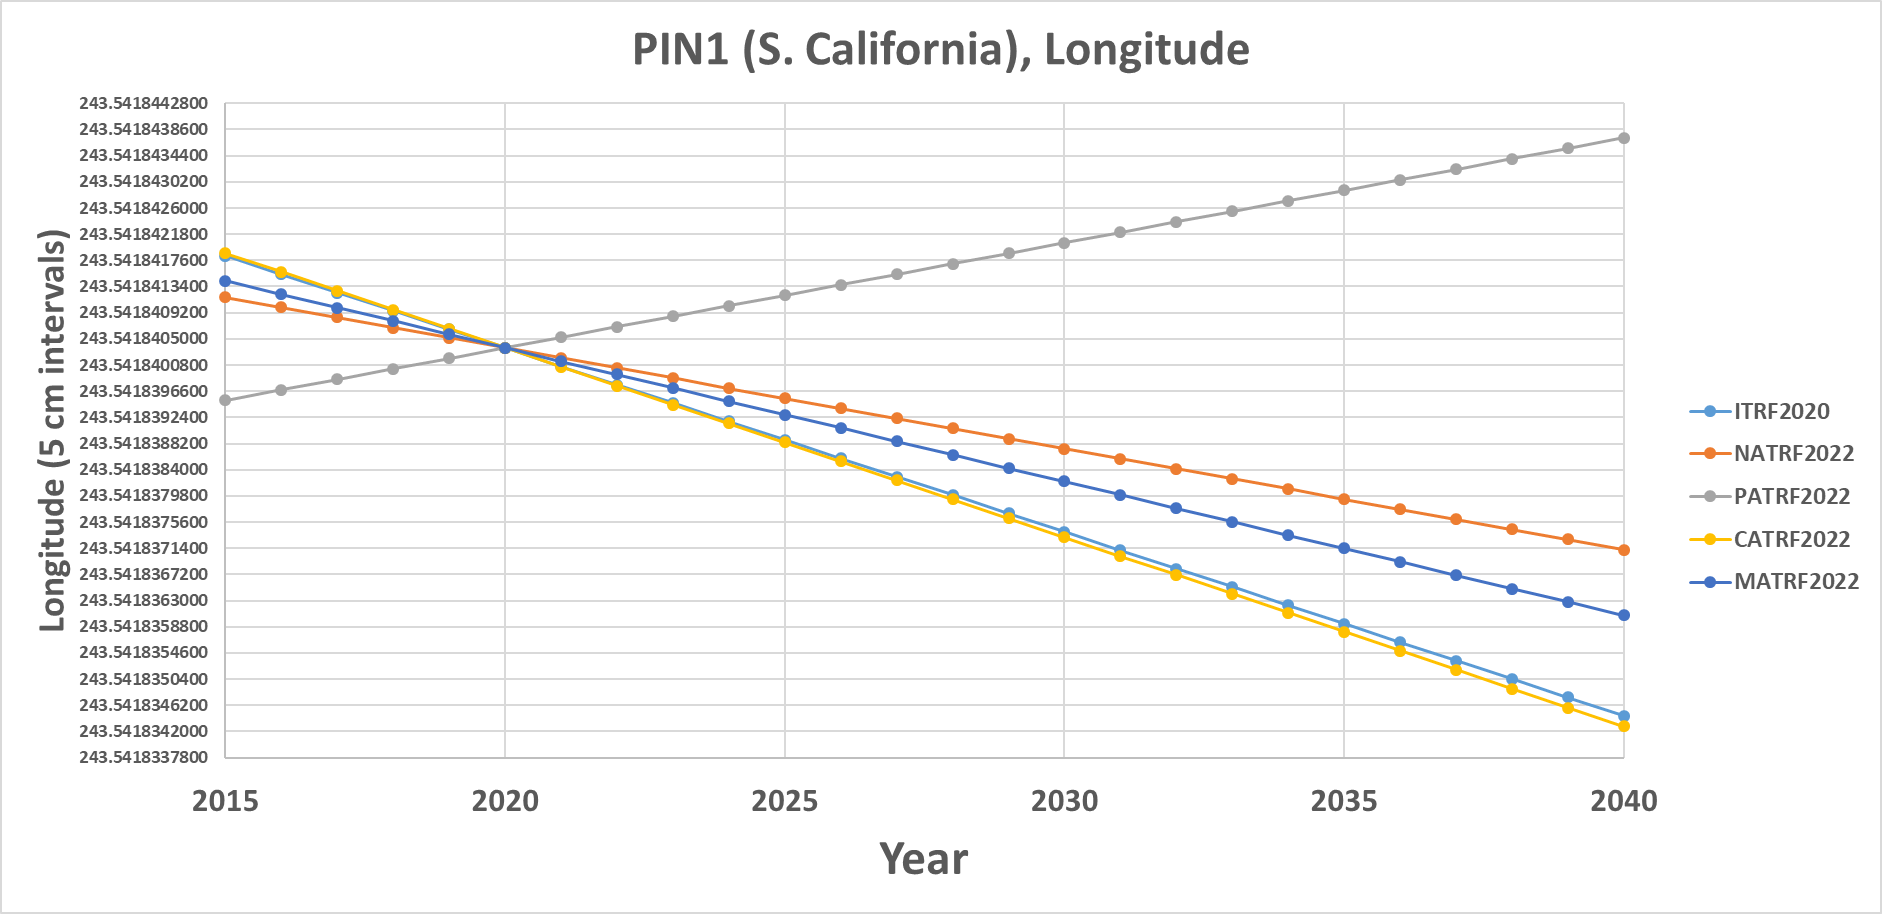 PIN1 (S. California), Longitude
Longitude (5 cm intervals)
243.5418442800
243.5418438600
243.5418434400
243.5418430200
243.5418426000
243.5418421800
243.5418417600
243.5418413400
243.5418409200
243.5418405000
243.5418400800
243.5418396600
243.5418392400
243.5418388200
243.5418384000
243.5418379800
243.5418375600
243.5418371400
243.5418367200
243.5418363000
243.5418358800
243.5418354600
243.5418350400
243.5418346200
243.5418342000
243.5418337800
2015 2020 2025 2030 2035 2040
Year
ITRF2020
NATRF2022
PATRF2022
CATRF2022
MATRF2022